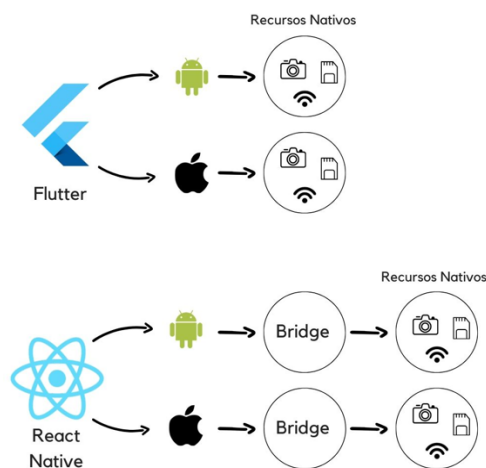 Recursos Nativos
Flutter
Recursos Nativos
Bridge
Bridge
React
Native